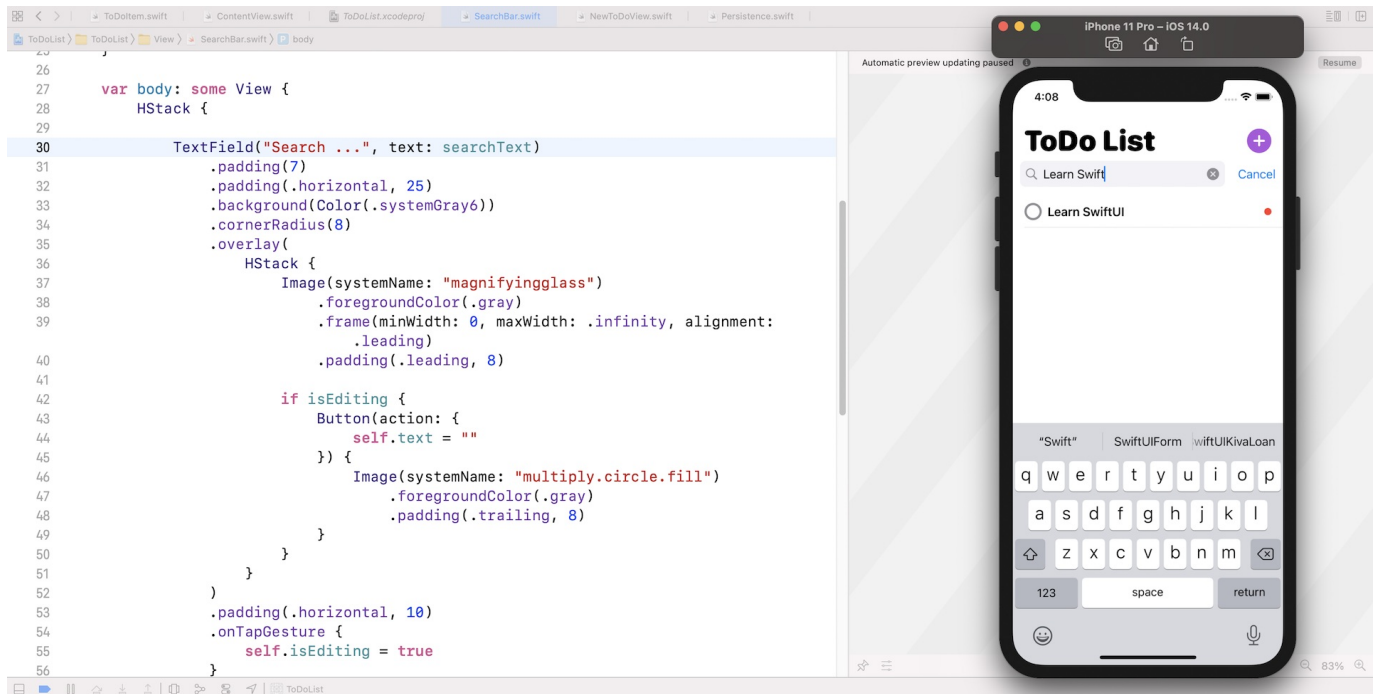 ToDoItem.swift ContentView.swift ToDoList.xcodeproj SearchBar.swift NewToDoView.swift Persistence.swift
ToDoList ToDoList View SearchBar.swift body
25 }
26
27 var body: some View {
28 HStack {
29
30 TextField("Search ...", text: searchText)
31 .padding(7)
32 .padding(.horizontal, 25)
33 .background(Color(.systemGray6))
34 .cornerRadius(8)
35 .overlay(
36 HStack {
37 Image(systemName: "magnifyingglass")
38 .foregroundColor(.gray)
39 .frame(minWidth: 0, maxWidth: .infinity, alignment:
.leading)
40 .padding(.leading, 8)
41
42 if isEditing {
43 Button(action: {
44 self.text = ""
45 }) {
46 Image(systemName: "multiply.circle.fill")
47 .foregroundColor(.gray)
48 .padding(.trailing, 8)
49 }
50 }
51 }
52 )
53 .padding(.horizontal, 10)
54 .onTapGesture {
55 self.isEditing = true
56 }
ToDoList
Automatic preview updating paused
Resume
83%
iPhone 11 Pro – iOS 14.0
4:08
ToDo List
Learn Swift Cancel
Learn SwiftUI
“Swift” SwiftUIForm wiftUIKivaLoan
q w e r t y u i o p
a s d f g h j k l
z x c v b n m
123 space return